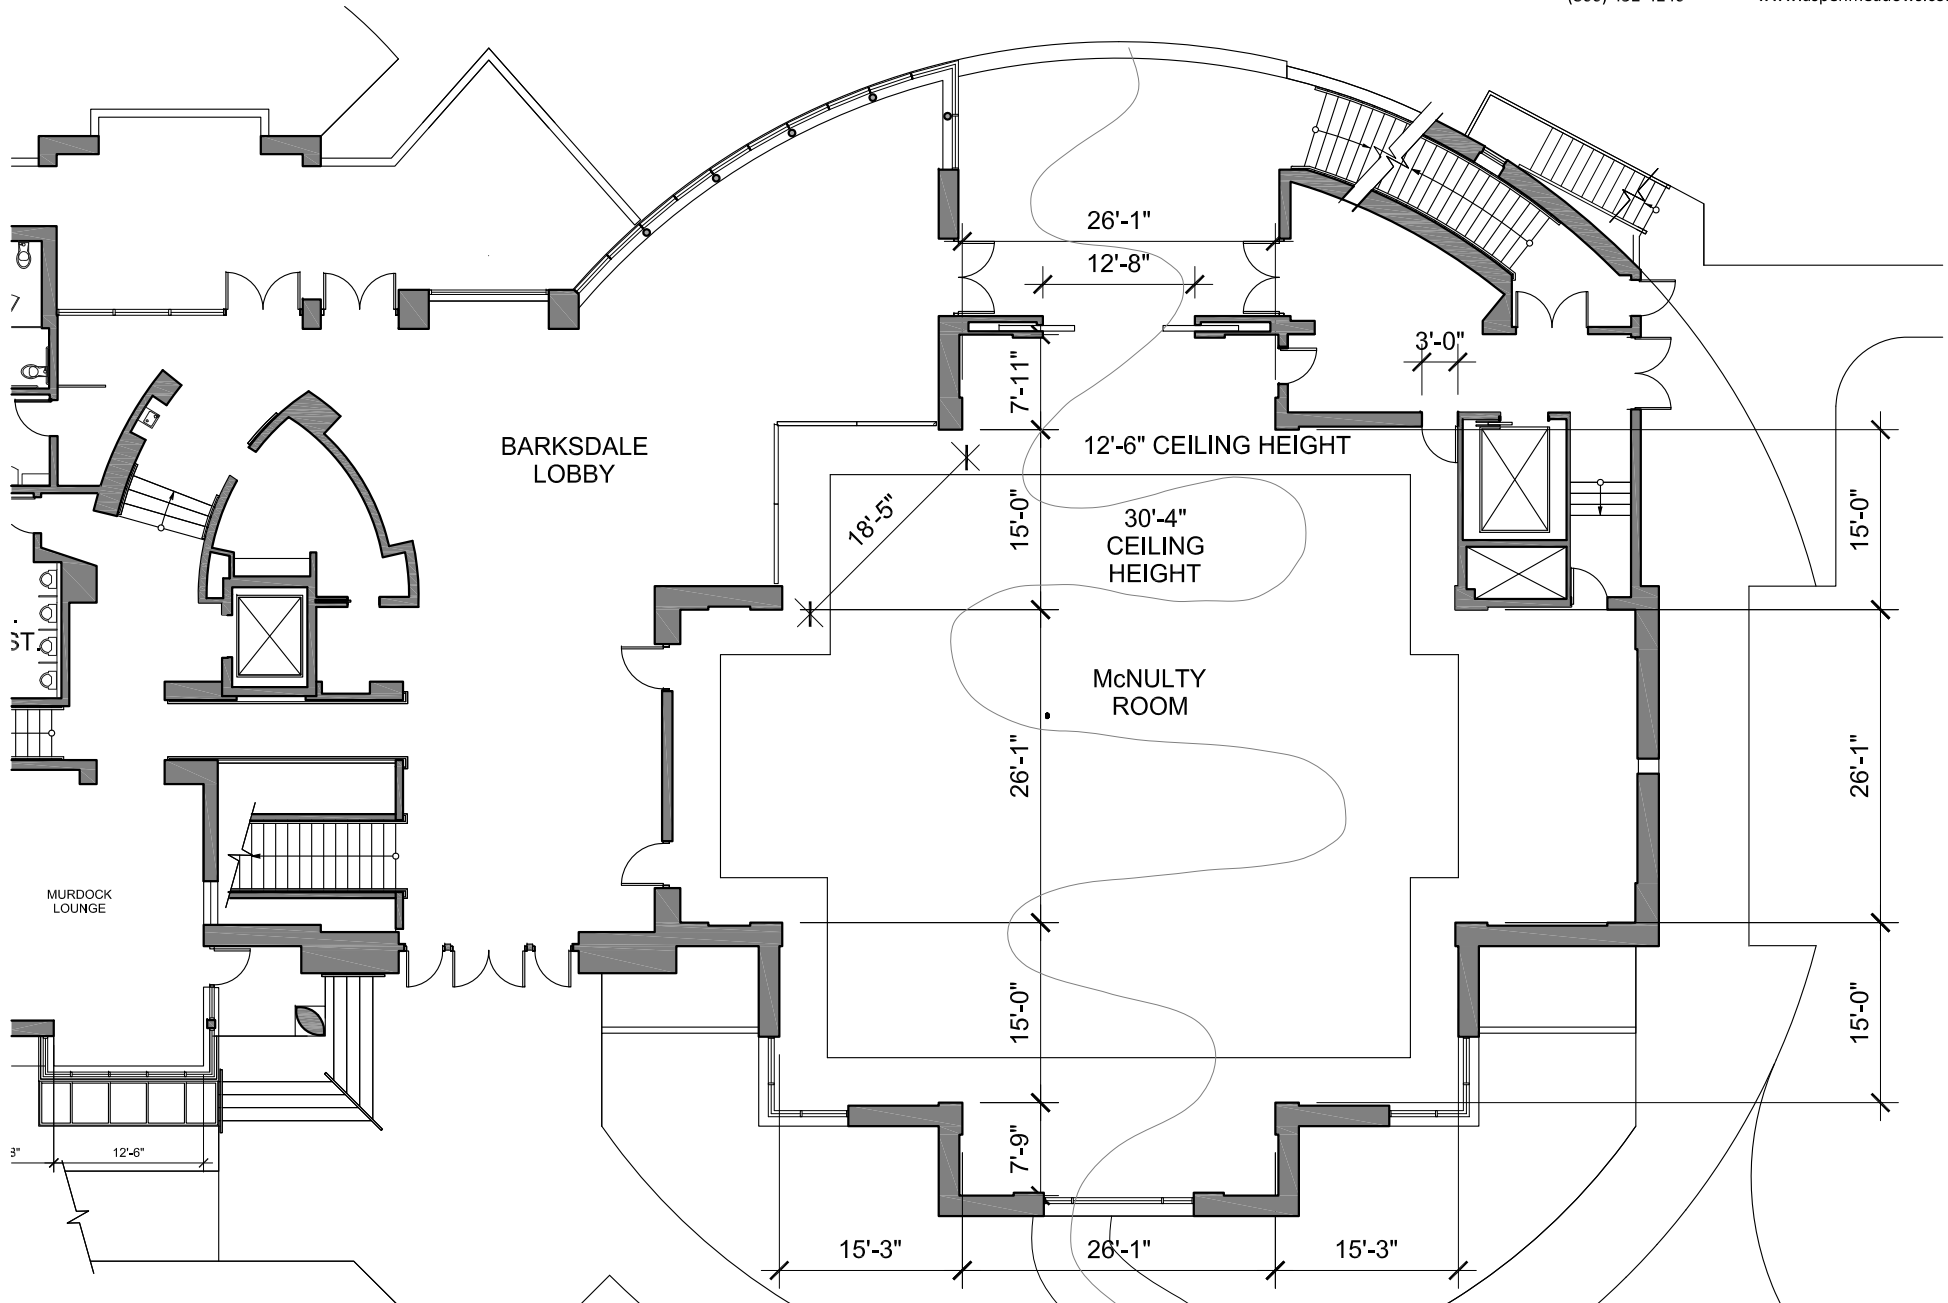 26'-1"
12'-8"
3'-0"
7'-11"
BARKSDALE
LOBBY
12'-6" CEILING HEIGHT
18'-5"
15'-0"
30'-4"
CEILING
HEIGHT
15'-0"
ST.
McNULTY
ROOM
26'-1"
26'-1"
MURDOCK
LOUNGE
15'-0"
15'-0"
7'-9"
8"
12'-6"
15'-3"
26'-1"
15'-3"